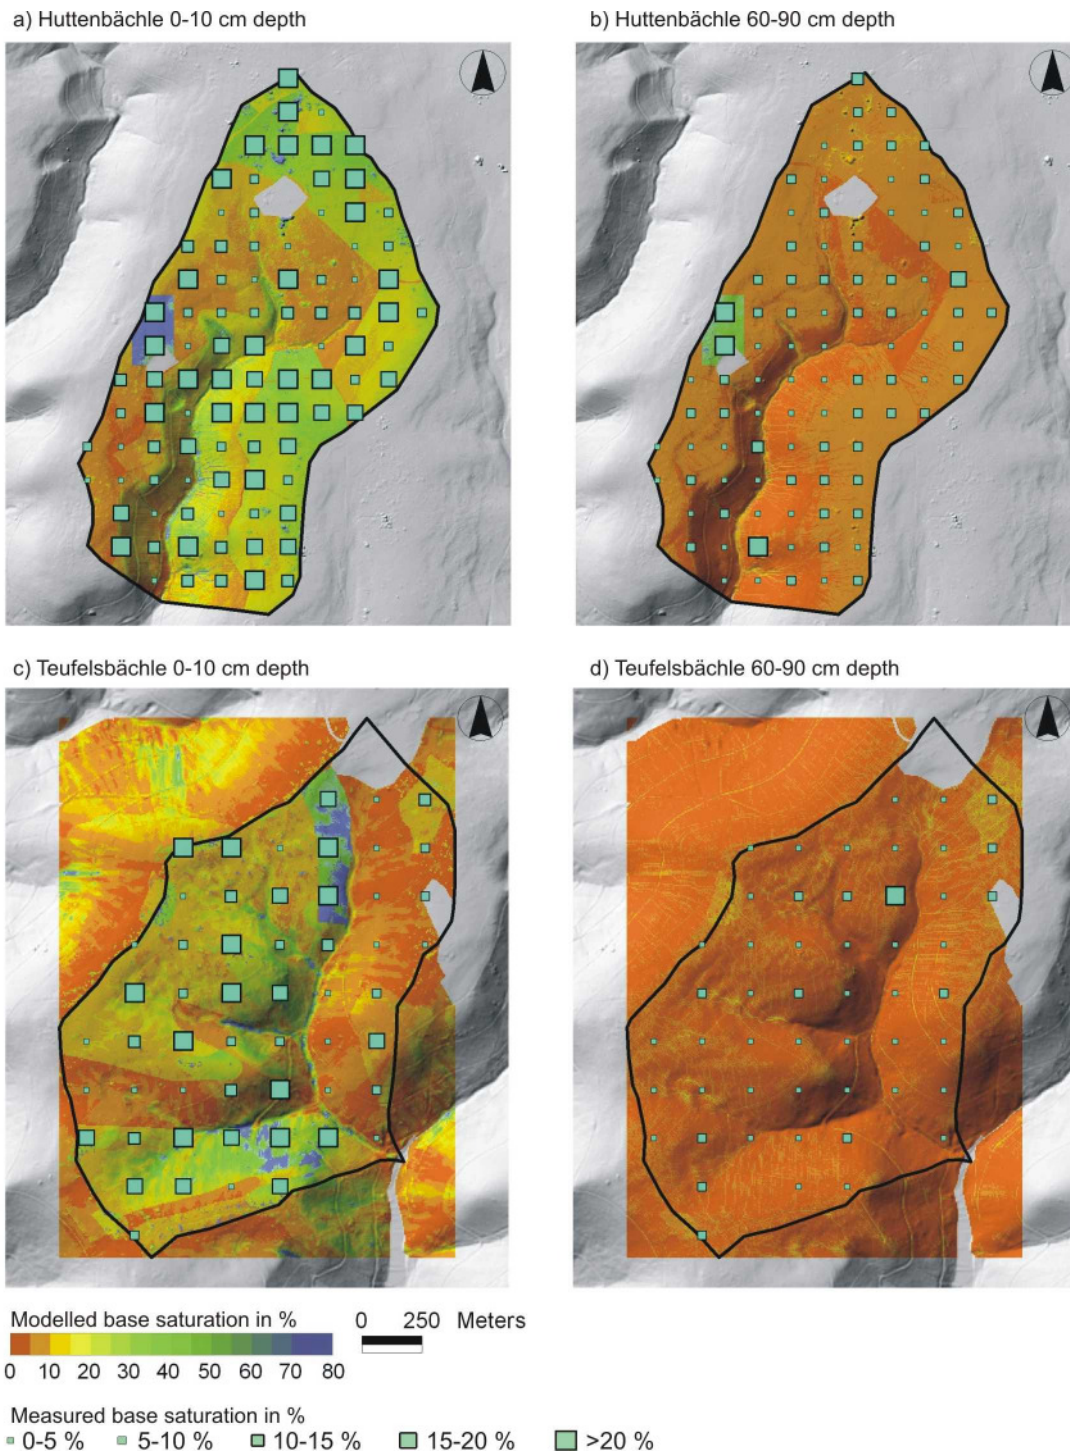 a) Huttenbächle 0-10 cm depth
b) Huttenbächle 60-90 cm depth
c) Teufelsbächle 0-10 cm depth
d) Teufelsbächle 60-90 cm depth
Modelled base saturation in %
0 250 Meters
0 10 20 30 40 50 60 70 80
Measured base saturation in %
0-5 % 5-10 % 10-15 % 15-20 % >20 %